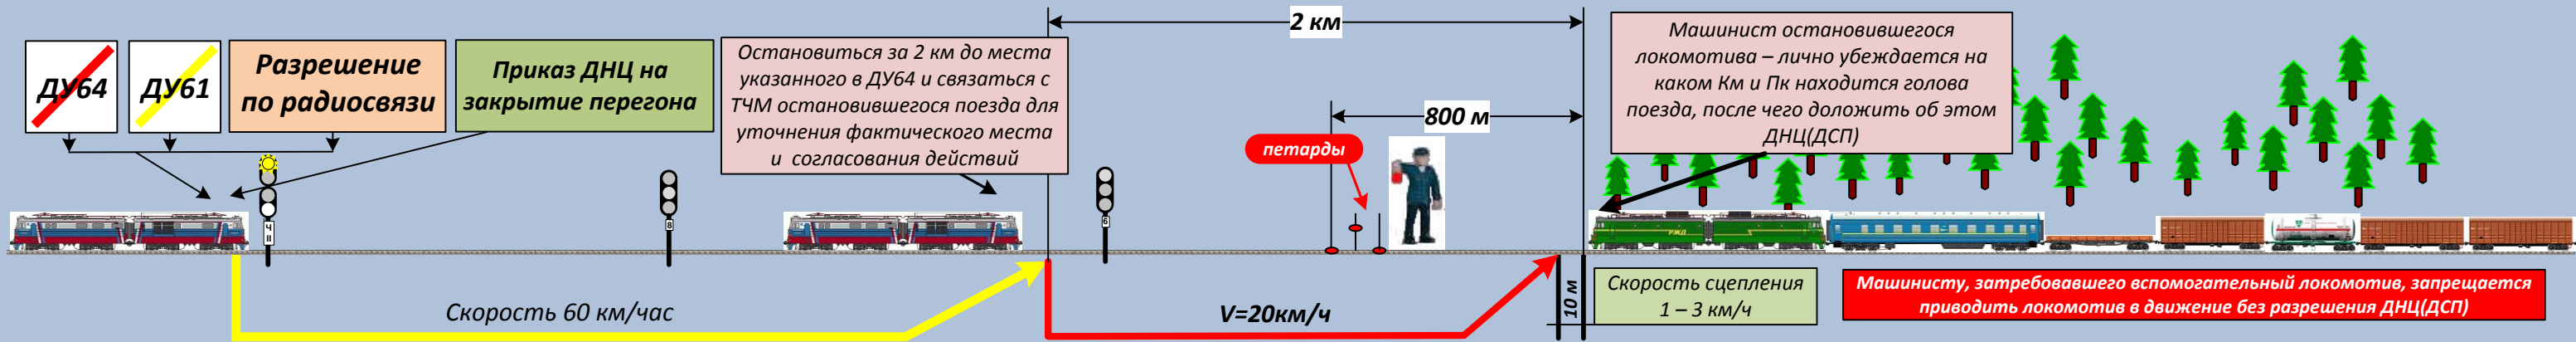 ДУ64
ДУ61
Разрешение
по радиосвязи
Приказ ДНЦ на
закрытие перегона
Остановиться за 2 км до места
указанного в ДУ64 и связаться с
ТЧМ остановившегося поезда для
уточнения фактического места
и согласования действий
2 км
800 м
петарды
Машинист остановившегося
локомотива – лично убеждается на
каком Км и Пк находится голова
поезда, после чего доложить об этом
ДНЦ(ДСП)
Ч
II
8
6
РЖД
Скорость 60 км/час
V=20км/ч
10 м
Скорость сцепления
1 – 3 км/ч
Машинисту, затребовавшего вспомогательный локомотив, запрещается
приводить локомотив в движение без разрешения ДНЦ(ДСП)